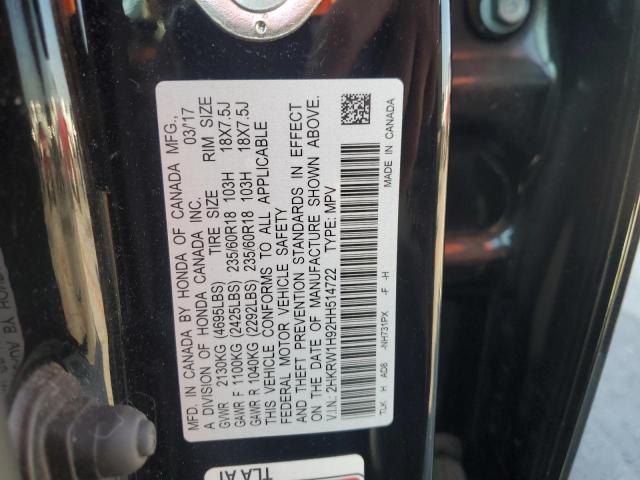 MFD. IN CANADA BY HONDA OF CANADA MFG.,
A DIVISION OF HONDA CANADA INC. 03/'17
GVWR 2130KG (4695LBS) TIRE SIZE RIM SIZE
GAWR F 1100KG (2425LBS) 235/60R18 103H 18X7.5J
GAWR R 1040KG (2292LBS) 235/60R18 103H 18X7.5J
THIS VEHICLE CONFORMS TO ALL APPLICABLE
FEDERAL MOTOR VEHICLE SAFETY
AND THEFT PREVENTION STANDARDS IN EFFECT
ON THE DATE OF MANUFACTURE SHOWN ABOVE.
V.I.N.: 2HKRW1H92HH514722 TYPE: MPV
TLK H AD8 -NH731PX -F -H MADE IN CANADA
TLA A1